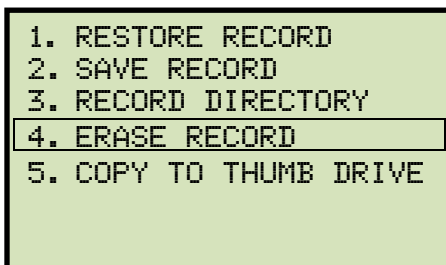 1. RESTORE RECORD
2. SAVE RECORD
3. RECORD DIRECTORY
4. ERASE RECORD
5. COPY TO THUMB DRIVE